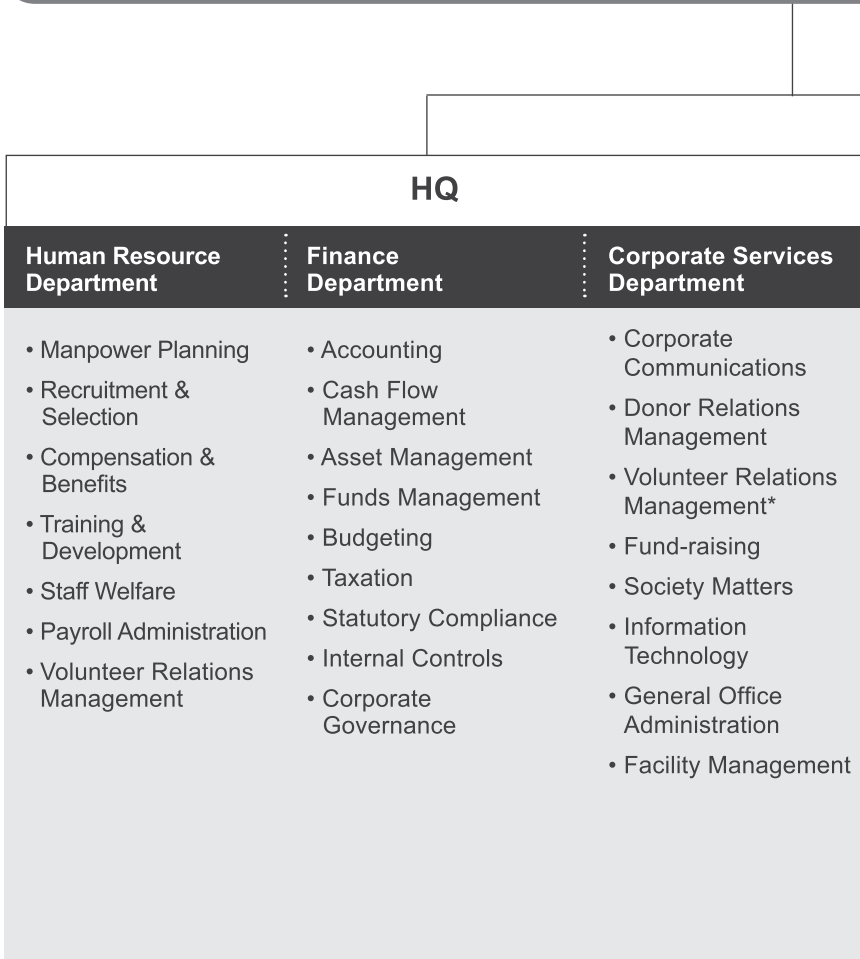 HQ
Human Resource
Department
• Manpower Planning
• Recruitment &
Selection
• Compensation &
Benefits
• Training &
Development
• Staff Welfare
• Payroll Administration
• Volunteer Relations
Management
Finance
Department
• Accounting
• Cash Flow
Management
• Asset Management
• Funds Management
• Budgeting
• Taxation
• Statutory Compliance
• Internal Controls
• Corporate
Governance
Corporate Services
Department
• Corporate
Communications
• Donor Relations
Management
• Volunteer Relations
Management*
• Fund-raising
• Society Matters
• Information
Technology
• General Office
Administration
• Facility Management